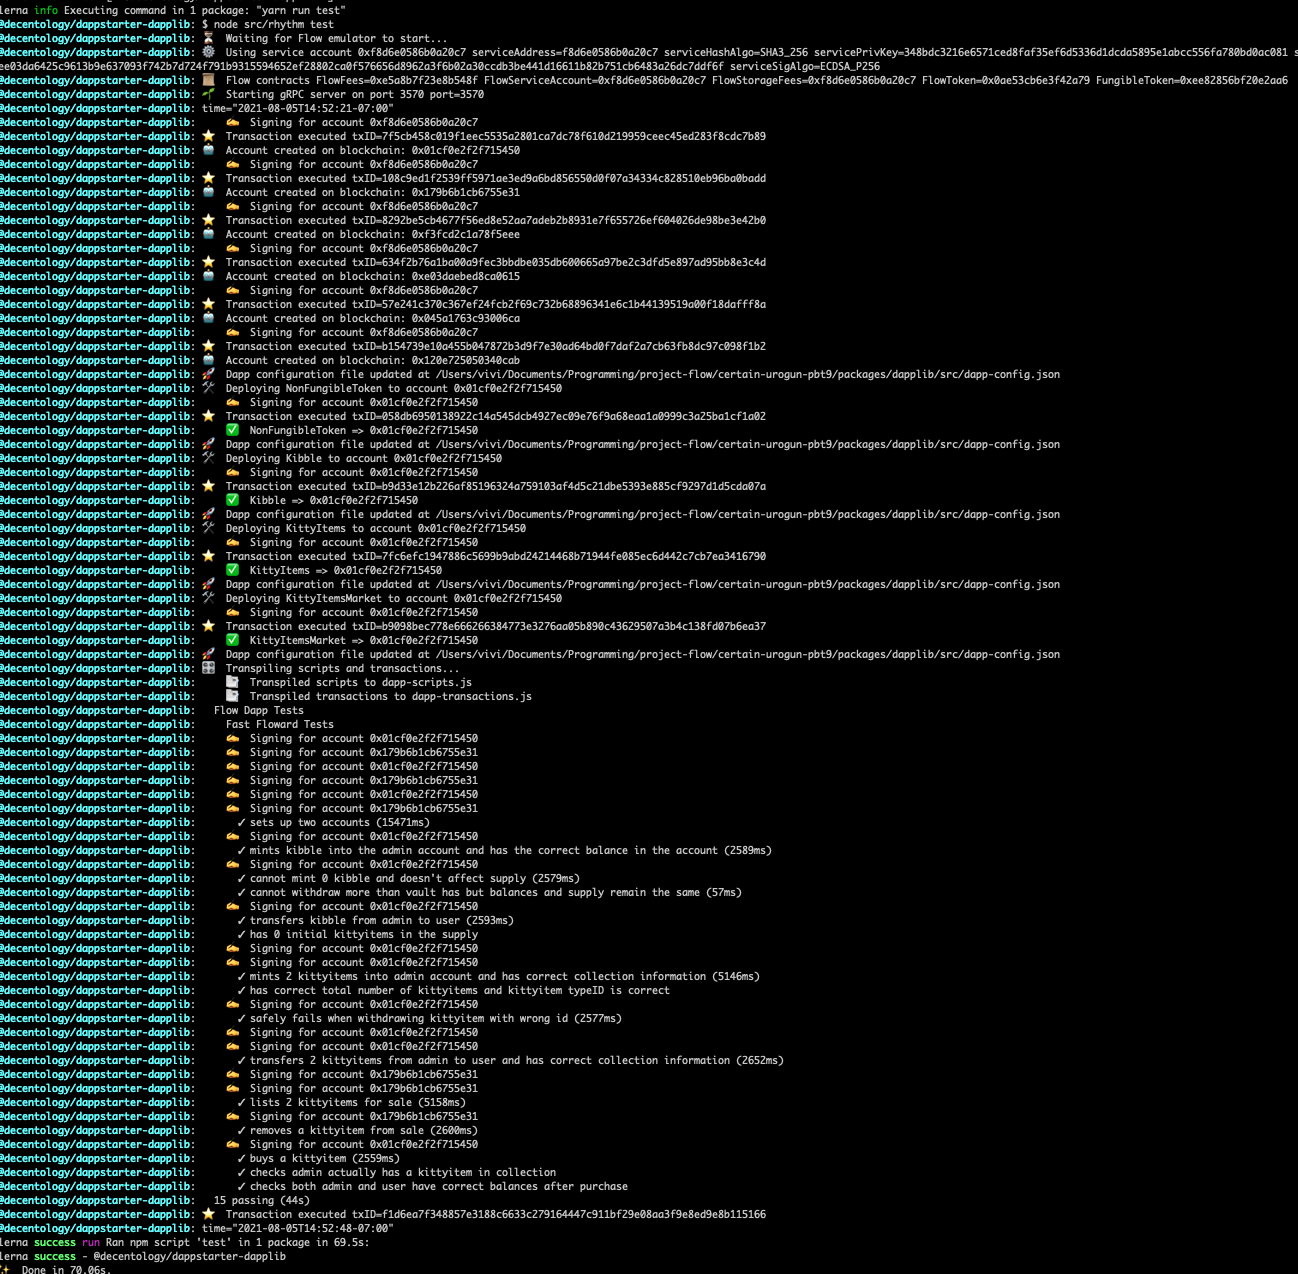 lerna info Executing command in 1 package: "yarn run test"
@decentology/dappstarter-dapplib: $ node src/rhythm test
@decentology/dappstarter-dapplib: ⏳ Waiting for Flow emulator to start...
@decentology/dappstarter-dapplib: ⚙️ Using service account 0xf8d6e0586b0a20c7 serviceAddress=f8d6e0586b0a20c7 serviceHashAlgo=SHA3_256 servicePrivKey=348bdc3216e6571ced8faf35ef6d5336d1dcda5895e1abcc556fa780bd0ac081 s
ee03da6425c9613b9e637093f742b7d724f791b9315594652ef28802ca0f576656d8962a3f6b02a30ccdb3be441d16611b82b751cb6483a26dc7ddf6f serviceSigAlgo=ECDSA_P256
@decentology/dappstarter-dapplib: 📜 Flow contracts FlowFees=0xe5a8b7f23e8b548f FlowServiceAccount=0xf8d6e0586b0a20c7 FlowStorageFees=0xf8d6e0586b0a20c7 FlowToken=0x0ae53cb6e3f42a79 FungibleToken=0xee82856bf20e2aa6
@decentology/dappstarter-dapplib: 🌱 Starting gRPC server on port 3570 port=3570
@decentology/dappstarter-dapplib: time="2021-08-05T14:52:21-07:00"
@decentology/dappstarter-dapplib: ✍️ Signing for account 0xf8d6e0586b0a20c7
@decentology/dappstarter-dapplib: ⭐ Transaction executed txID=7f5cb458c019f1eec5535a2801ca7dc78f610d219959ceec45ed283f8cdc7b89
@decentology/dappstarter-dapplib: 🤖 Account created on blockchain: 0x01cf0e2f2f715450
@decentology/dappstarter-dapplib: ✍️ Signing for account 0xf8d6e0586b0a20c7
@decentology/dappstarter-dapplib: ⭐ Transaction executed txID=108c9ed1f2539ff5971ae3ed9a6bd856550d0f07a34334c828510eb96ba0badd
@decentology/dappstarter-dapplib: 🤖 Account created on blockchain: 0x179b6b1cb6755e31
@decentology/dappstarter-dapplib: ✍️ Signing for account 0xf8d6e0586b0a20c7
@decentology/dappstarter-dapplib: ⭐ Transaction executed txID=8292be5cb4677f56ed8e52aa7adeb2b8931e7f655726ef604026de98be3e42b0
@decentology/dappstarter-dapplib: 🤖 Account created on blockchain: 0xf3fcd2c1a78f5eee
@decentology/dappstarter-dapplib: ✍️ Signing for account 0xf8d6e0586b0a20c7
@decentology/dappstarter-dapplib: ⭐ Transaction executed txID=634f2b76a1ba00a9fec3bbdbe035db600665a97be2c3dfd5e897ad95bb8e3c4d
@decentology/dappstarter-dapplib: 🤖 Account created on blockchain: 0xe03daebed8ca0615
@decentology/dappstarter-dapplib: ✍️ Signing for account 0xf8d6e0586b0a20c7
@decentology/dappstarter-dapplib: ⭐ Transaction executed txID=57e241c370c367ef24fcb2f69c732b68896341e6c1b44139519a00f18dafff8a
@decentology/dappstarter-dapplib: 🤖 Account created on blockchain: 0x045a1763c93006ca
@decentology/dappstarter-dapplib: ✍️ Signing for account 0xf8d6e0586b0a20c7
@decentology/dappstarter-dapplib: ⭐ Transaction executed txID=b154739e10a455b047872b3d9f7e30ad64bd0f7daf2a7cb63fb8dc97c098f1b2
@decentology/dappstarter-dapplib: 🤖 Account created on blockchain: 0x120e725050340cab
@decentology/dappstarter-dapplib: 🚀 Dapp configuration file updated at /Users/vivi/Documents/Programming/project-flow/certain-urogun-pbt9/packages/dapplib/src/dapp-config.json
@decentology/dappstarter-dapplib: 🛠 Deploying NonFungibleToken to account 0x01cf0e2f2f715450
@decentology/dappstarter-dapplib: ✍️ Signing for account 0x01cf0e2f2f715450
@decentology/dappstarter-dapplib: ⭐ Transaction executed txID=058db6950138922c14a545dcb4927ec09e76f9a68eaa1a0999c3a25ba1cf1a02
@decentology/dappstarter-dapplib: ✅ NonFungibleToken => 0x01cf0e2f2f715450
@decentology/dappstarter-dapplib: 🚀 Dapp configuration file updated at /Users/vivi/Documents/Programming/project-flow/certain-urogun-pbt9/packages/dapplib/src/dapp-config.json
@decentology/dappstarter-dapplib: 🛠 Deploying Kibble to account 0x01cf0e2f2f715450
@decentology/dappstarter-dapplib: ✍️ Signing for account 0x01cf0e2f2f715450
@decentology/dappstarter-dapplib: ⭐ Transaction executed txID=b9d33e12b226af85196324a759103af4d5c21dbe5393e885cf9297d1d5cda07a
@decentology/dappstarter-dapplib: ✅ Kibble => 0x01cf0e2f2f715450
@decentology/dappstarter-dapplib: 🚀 Dapp configuration file updated at /Users/vivi/Documents/Programming/project-flow/certain-urogun-pbt9/packages/dapplib/src/dapp-config.json
@decentology/dappstarter-dapplib: 🛠 Deploying KittyItems to account 0x01cf0e2f2f715450
@decentology/dappstarter-dapplib: ✍️ Signing for account 0x01cf0e2f2f715450
@decentology/dappstarter-dapplib: ⭐ Transaction executed txID=7fc6efc1947886c5699b9abd24214468b71944fe085ec6d442c7cb7ea3416790
@decentology/dappstarter-dapplib: ✅ KittyItems => 0x01cf0e2f2f715450
@decentology/dappstarter-dapplib: 🚀 Dapp configuration file updated at /Users/vivi/Documents/Programming/project-flow/certain-urogun-pbt9/packages/dapplib/src/dapp-config.json
@decentology/dappstarter-dapplib: 🛠 Deploying KittyItemsMarket to account 0x01cf0e2f2f715450
@decentology/dappstarter-dapplib: ✍️ Signing for account 0x01cf0e2f2f715450
@decentology/dappstarter-dapplib: ⭐ Transaction executed txID=b9098bec778e666266384773e3276aa05b890c43629507a3b4c138fd07b6ea37
@decentology/dappstarter-dapplib: ✅ KittyItemsMarket => 0x01cf0e2f2f715450
@decentology/dappstarter-dapplib: 🚀 Dapp configuration file updated at /Users/vivi/Documents/Programming/project-flow/certain-urogun-pbt9/packages/dapplib/src/dapp-config.json
@decentology/dappstarter-dapplib: 🎛 Transpiling scripts and transactions...
@decentology/dappstarter-dapplib: 📑 Transpiled scripts to dapp-scripts.js
@decentology/dappstarter-dapplib: 📑 Transpiled transactions to dapp-transactions.js
@decentology/dappstarter-dapplib: Flow Dapp Tests
@decentology/dappstarter-dapplib: Fast Floward Tests
@decentology/dappstarter-dapplib: ✍️ Signing for account 0x01cf0e2f2f715450
@decentology/dappstarter-dapplib: ✍️ Signing for account 0x179b6b1cb6755e31
@decentology/dappstarter-dapplib: ✍️ Signing for account 0x01cf0e2f2f715450
@decentology/dappstarter-dapplib: ✍️ Signing for account 0x179b6b1cb6755e31
@decentology/dappstarter-dapplib: ✍️ Signing for account 0x01cf0e2f2f715450
@decentology/dappstarter-dapplib: ✍️ Signing for account 0x179b6b1cb6755e31
@decentology/dappstarter-dapplib: ✓ sets up two accounts (15471ms)
@decentology/dappstarter-dapplib: ✍️ Signing for account 0x01cf0e2f2f715450
@decentology/dappstarter-dapplib: ✓ mints kibble into the admin account and has the correct balance in the account (2589ms)
@decentology/dappstarter-dapplib: ✍️ Signing for account 0x01cf0e2f2f715450
@decentology/dappstarter-dapplib: ✓ cannot mint 0 kibble and doesn't affect supply (2579ms)
@decentology/dappstarter-dapplib: ✓ cannot withdraw more than vault has but balances and supply remain the same (57ms)
@decentology/dappstarter-dapplib: ✍️ Signing for account 0x01cf0e2f2f715450
@decentology/dappstarter-dapplib: ✓ transfers kibble from admin to user (2593ms)
@decentology/dappstarter-dapplib: ✓ has 0 initial kittyitems in the supply
@decentology/dappstarter-dapplib: ✍️ Signing for account 0x01cf0e2f2f715450
@decentology/dappstarter-dapplib: ✍️ Signing for account 0x01cf0e2f2f715450
@decentology/dappstarter-dapplib: ✓ mints 2 kittyitems into admin account and has correct collection information (5146ms)
@decentology/dappstarter-dapplib: ✓ has correct total number of kittyitems and kittyitem typeID is correct
@decentology/dappstarter-dapplib: ✍️ Signing for account 0x01cf0e2f2f715450
@decentology/dappstarter-dapplib: ✓ safely fails when withdrawing kittyitem with wrong id (2577ms)
@decentology/dappstarter-dapplib: ✍️ Signing for account 0x01cf0e2f2f715450
@decentology/dappstarter-dapplib: ✍️ Signing for account 0x01cf0e2f2f715450
@decentology/dappstarter-dapplib: ✓ transfers 2 kittyitems from admin to user and has correct collection information (2652ms)
@decentology/dappstarter-dapplib: ✍️ Signing for account 0x179b6b1cb6755e31
@decentology/dappstarter-dapplib: ✍️ Signing for account 0x179b6b1cb6755e31
@decentology/dappstarter-dapplib: ✓ lists 2 kittyitems for sale (5158ms)
@decentology/dappstarter-dapplib: ✍️ Signing for account 0x179b6b1cb6755e31
@decentology/dappstarter-dapplib: ✓ removes a kittyitem from sale (2600ms)
@decentology/dappstarter-dapplib: ✍️ Signing for account 0x01cf0e2f2f715450
@decentology/dappstarter-dapplib: ✓ buys a kittyitem (2559ms)
@decentology/dappstarter-dapplib: ✓ checks admin actually has a kittyitem in collection
@decentology/dappstarter-dapplib: ✓ checks both admin and user have correct balances after purchase
@decentology/dappstarter-dapplib: 15 passing (44s)
@decentology/dappstarter-dapplib: ⭐ Transaction executed txID=f1d6ea7f348857e3188c6633c279164447c911bf29e08aa3f9e8ed9e8b115166
@decentology/dappstarter-dapplib: time="2021-08-05T14:52:48-07:00"
lerna success run Ran npm script 'test' in 1 package in 69.5s:
lerna success - @decentology/dappstarter-dapplib
✨ Done in 70.06s.